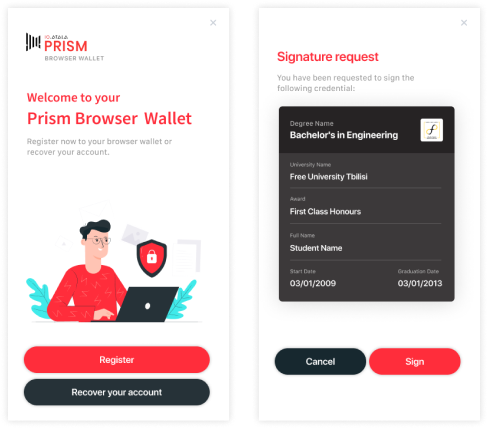 ATALA
PRISM
BROWSER WALLET
Welcome to your
Prism Browser Wallet
Register now to your browser wallet or
recover your account.
Register
Recover your account
Signature request
You have been requested to sign the
following credential:
Degree Name
Bachelor's in Engineering
University Name
Free University Tbilisi
Award
First Class Honours
Full Name
Student Name
Start Date Graduation Date
03/01/2009 03/01/2013
Cancel Sign